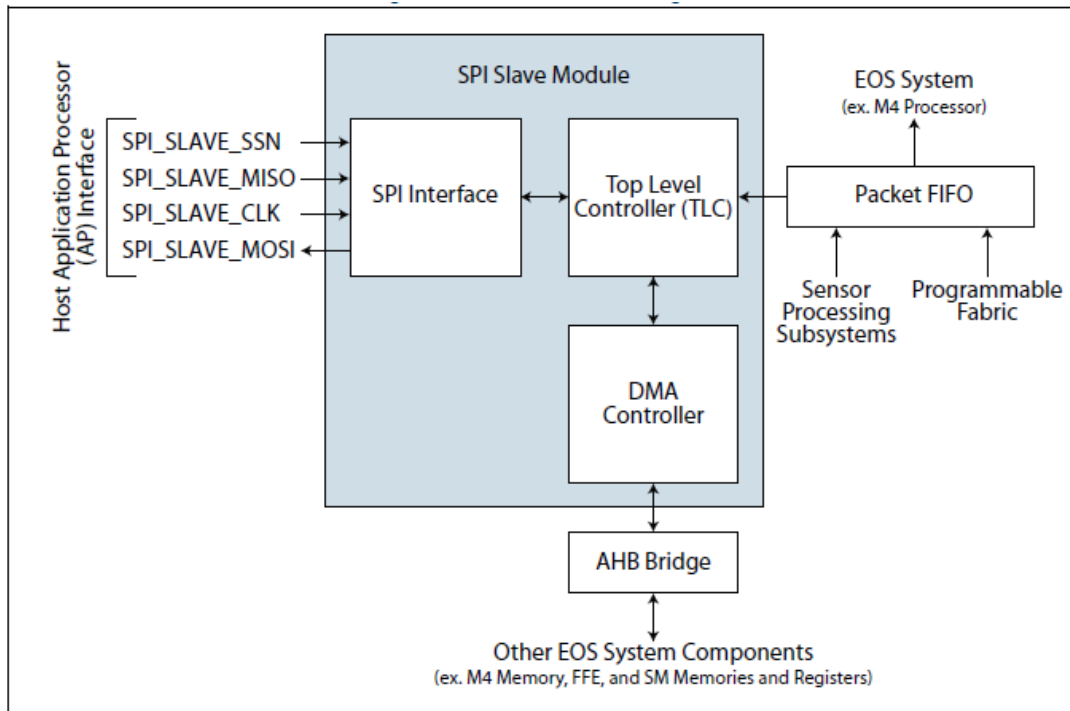 SPI Slave Module
EOS System
(ex. M4 Processor)
Host Application Processor
(AP) Interface
SPI_SLAVE_SSN
SPI_SLAVE_MISO
SPI_SLAVE_CLK
SPI_SLAVE_MOSI
SPI Interface
Top Level
Controller (TLC)
Packet FIFO
Sensor
Processing
Subsystems
Programmable
Fabric
DMA
Controller
AHB Bridge
Other EOS System Components
(ex. M4 Memory, FFE, and SM Memories and Registers)